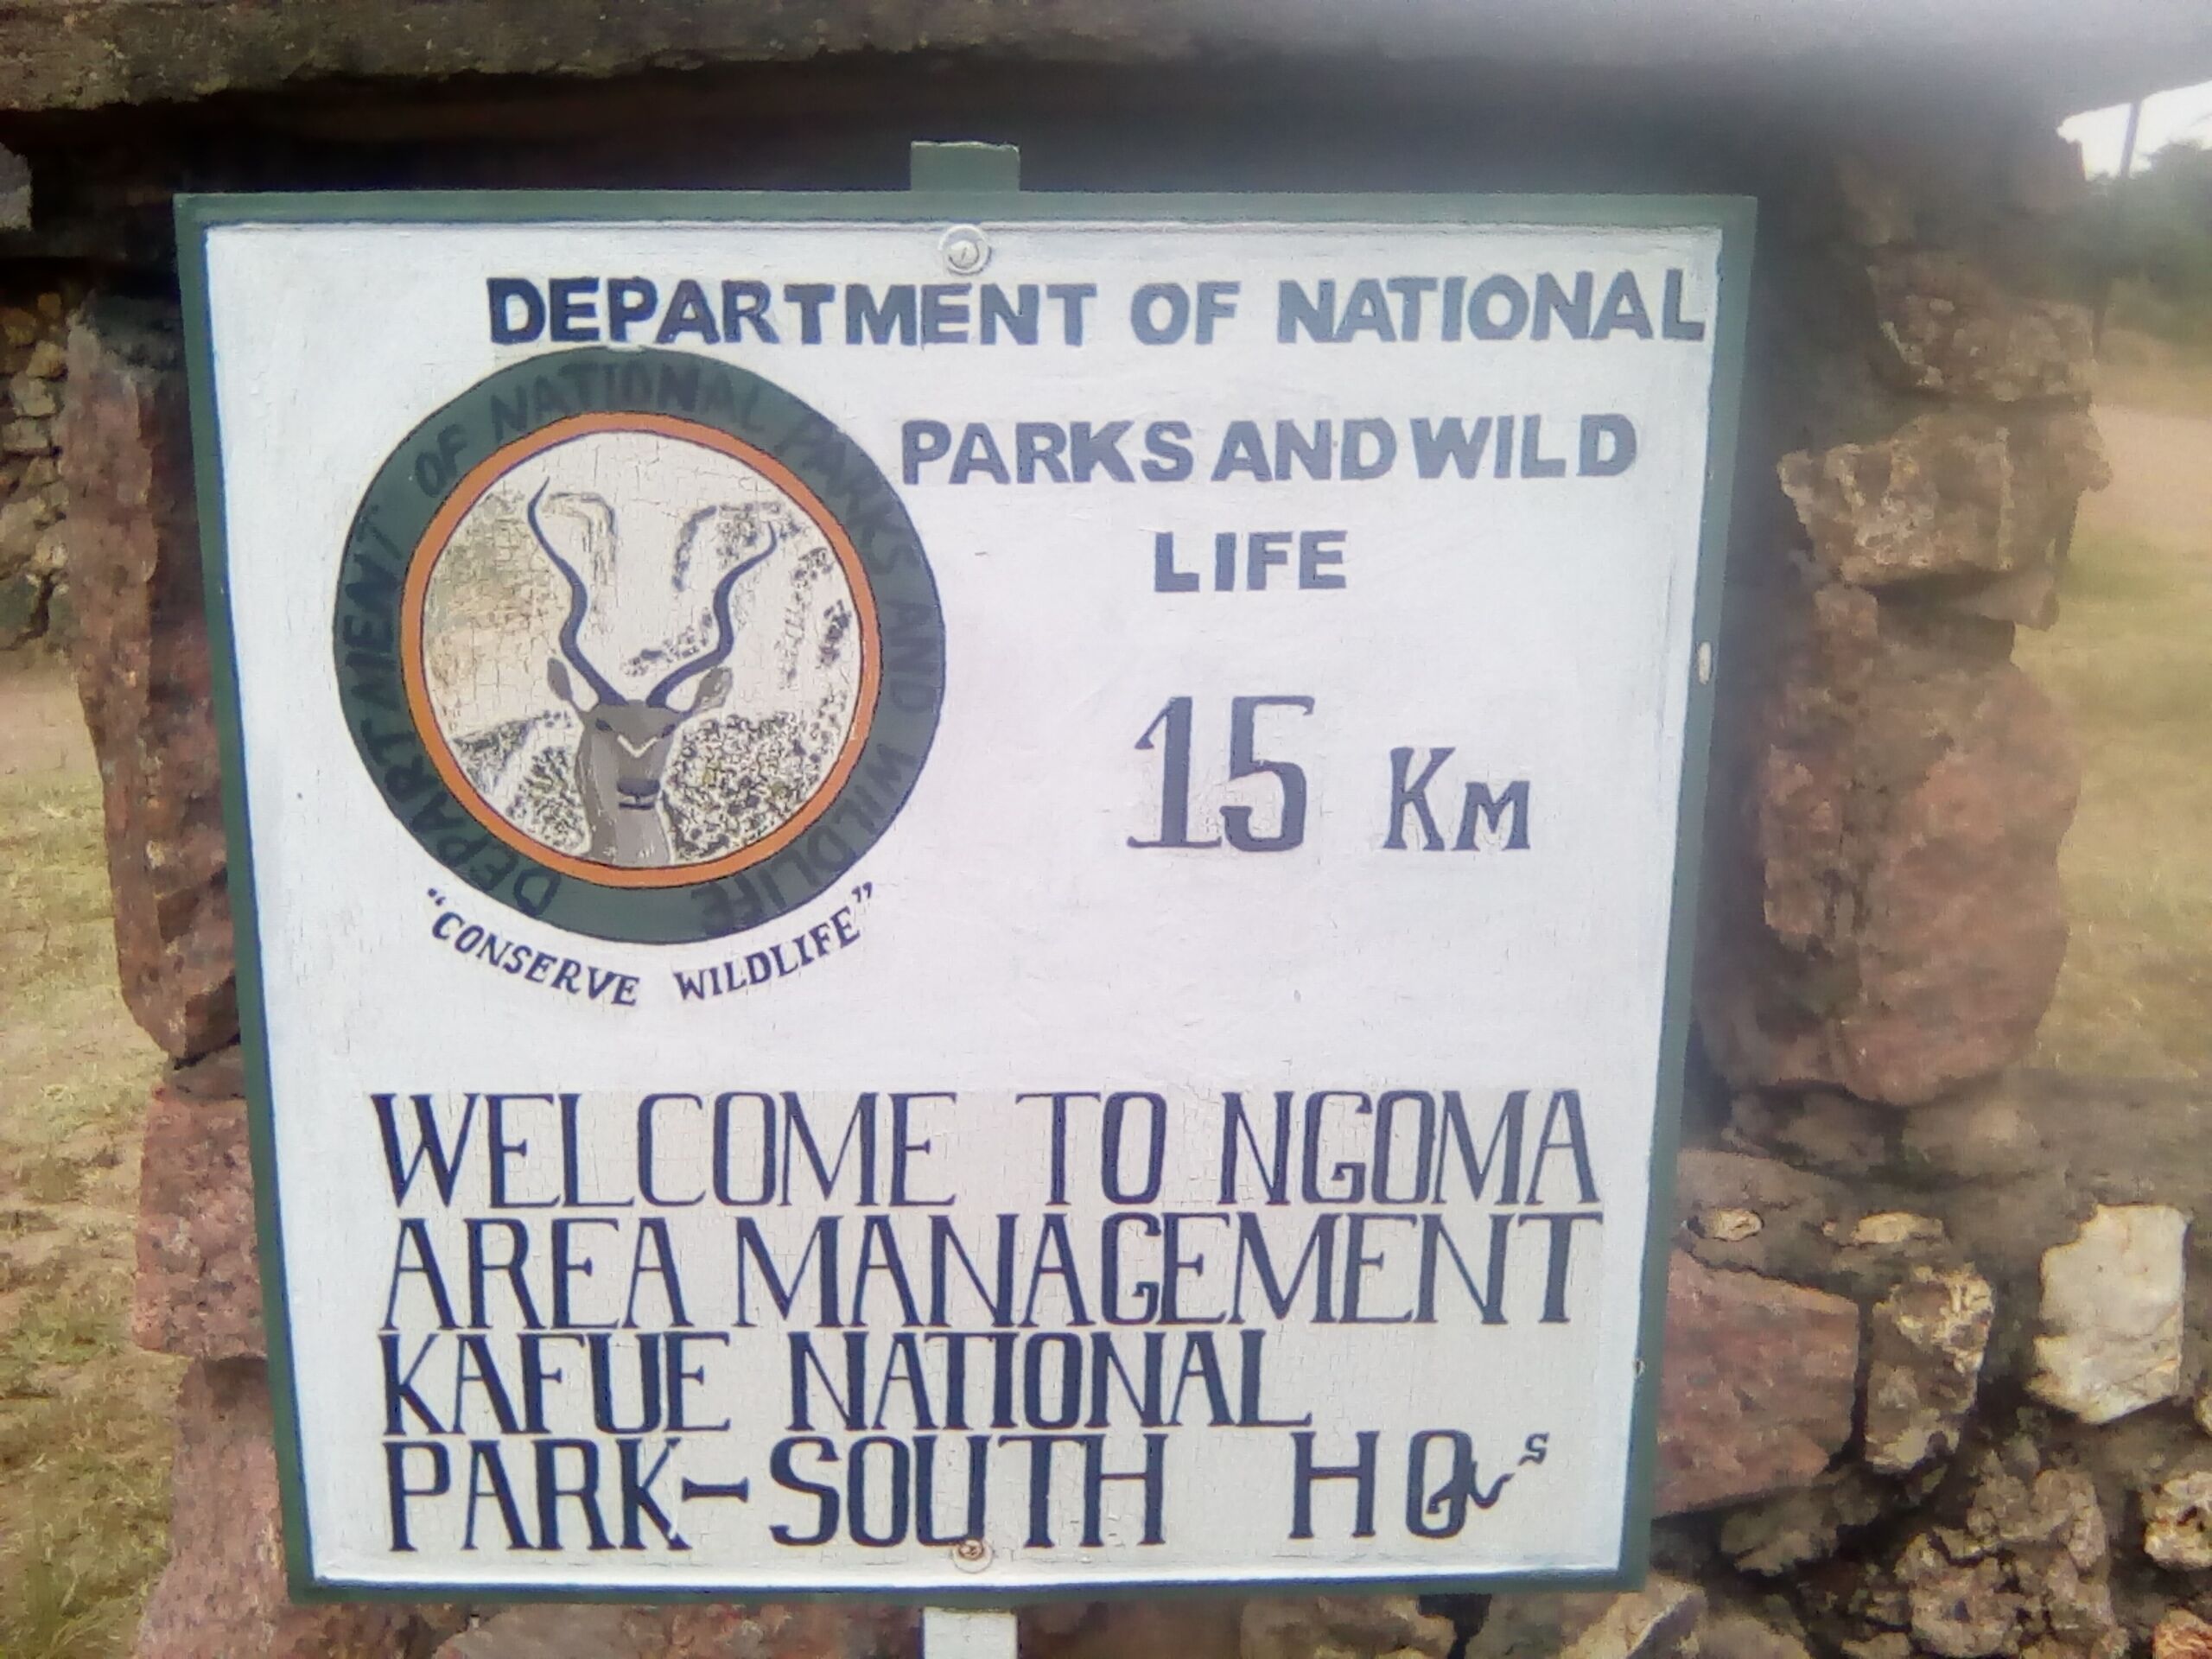 DEPARTMENT OF NATIONAL
PARKS AND WILD
LIFE
DEPARTMENT OF NATIONAL PARKS AND WILDLIFE
"CONSERVE WILDLIFE"
15 KM
WELCOME TO NGOMA
AREA MANAGEMENT
KAFUE NATIONAL
PARK-SOUTH HQs